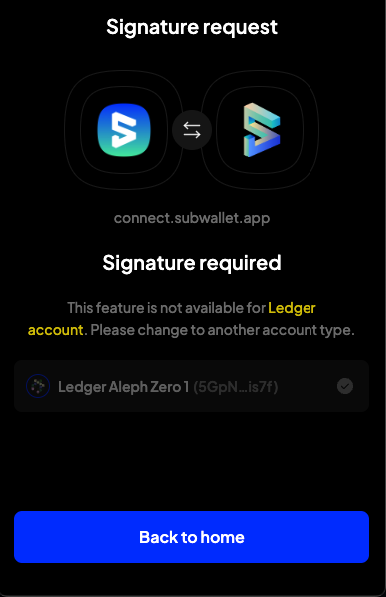 Signature request
connect.subwallet.app
Signature required
This feature is not available for Ledger
account. Please change to another account type.
Ledger Aleph Zero 1 (5GpN...is7f)
Back to home